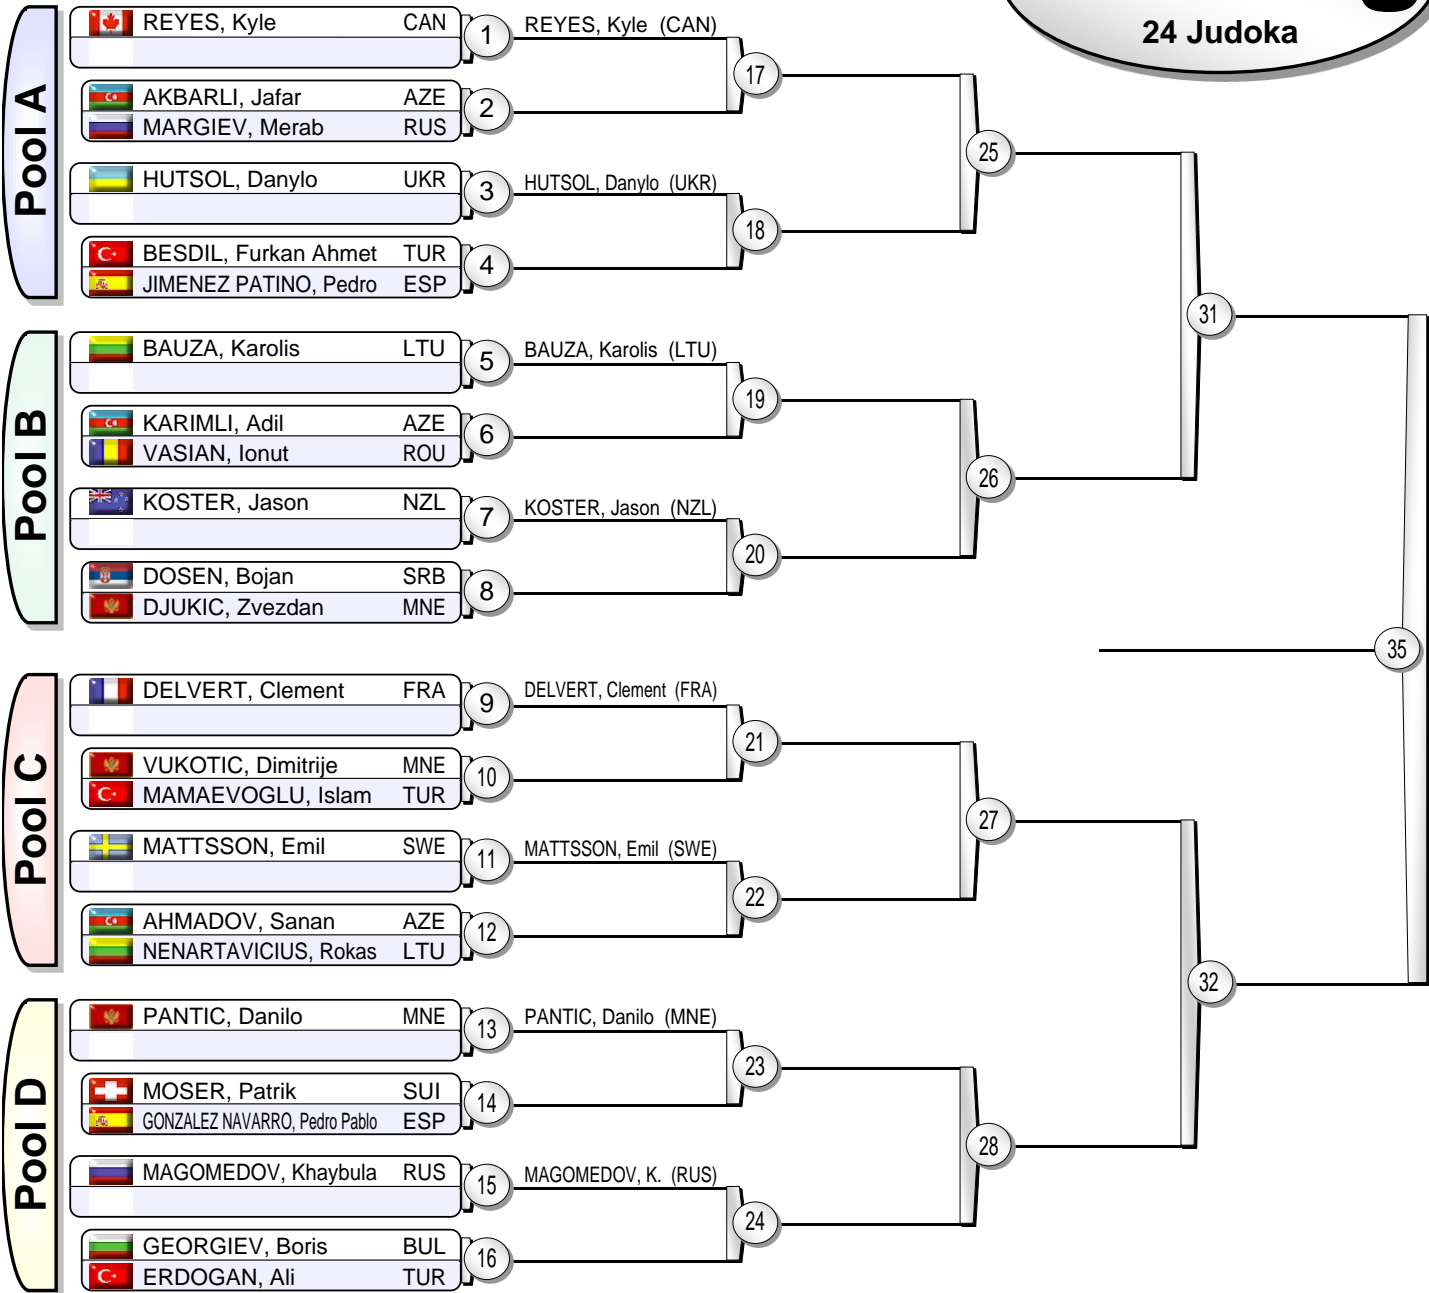 24 Judoka
Pool A
REYES, Kyle CAN 1 REYES, Kyle (CAN)
17
AKBARLI, Jafar AZE 2
MARGIEV, Merab RUS
25
HUTSOL, Danylo UKR 3 HUTSOL, Danylo (UKR)
18
BESDIL, Furkan Ahmet TUR 4
JIMENEZ PATINO, Pedro ESP
31
Pool B
BAUZA, Karolis LTU 5 BAUZA, Karolis (LTU)
19
KARIMLI, Adil AZE 6
VASIAN, Ionut ROU
26
KOSTER, Jason NZL 7 KOSTER, Jason (NZL)
20
DOSEN, Bojan SRB 8
DJUKIC, Zvezdan MNE
35
Pool C
DELVERT, Clement FRA 9 DELVERT, Clement (FRA)
21
VUKOTIC, Dimitrije MNE 10
MAMAEVOGLU, Islam TUR
27
MATTSSON, Emil SWE 11 MATTSSON, Emil (SWE)
22
AHMADOV, Sanan AZE 12
NENARTAVICIUS, Rokas LTU
32
Pool D
PANTIC, Danilo MNE 13 PANTIC, Danilo (MNE)
23
MOSER, Patrik SUI 14
GONZALEZ NAVARRO, Pedro Pablo ESP
28
MAGOMEDOV, Khaybula RUS 15 MAGOMEDOV, K. (RUS)
24
GEORGIEV, Boris BUL 16
ERDOGAN, Ali TUR